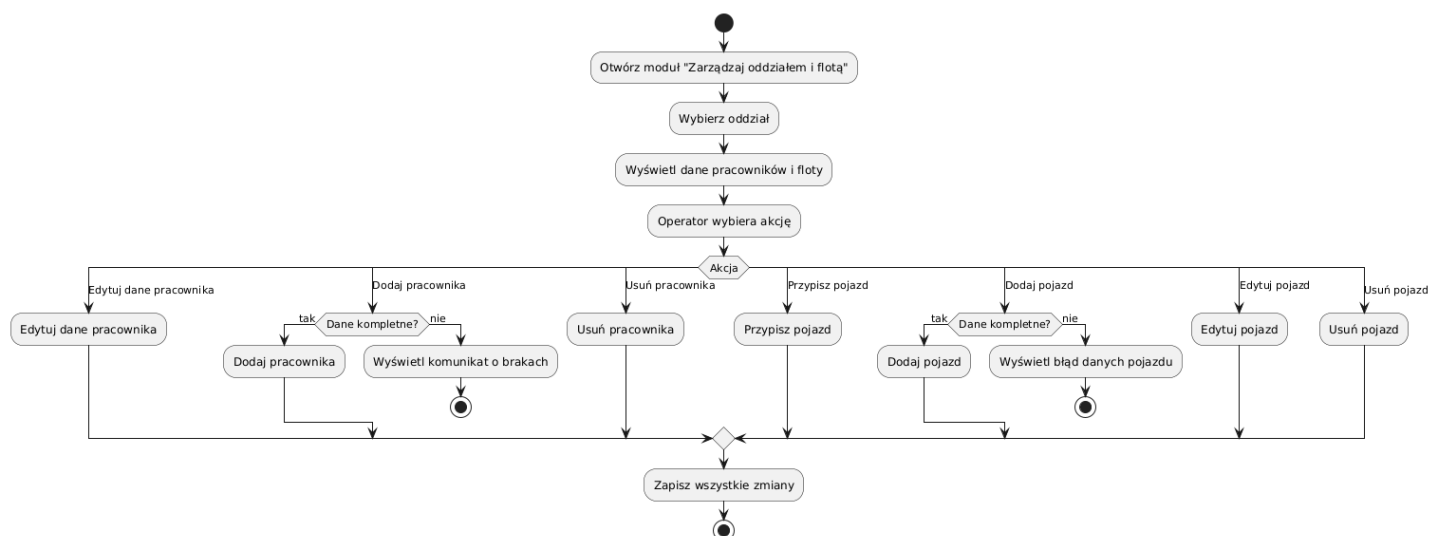 Otwórz moduł "Zarządzaj oddziałem i flotą"
Wybierz oddział
Wyświetl dane pracowników i floty
Operator wybiera akcję
Akcja
Edytuj dane pracownika
Dodaj pracownika
Usuń pracownika
Przypisz pojazd
Dodaj pojazd
Edytuj pojazd
Usuń pojazd
Edytuj dane pracownika
tak
Dane kompletne?
nie
Usuń pracownika
Przypisz pojazd
tak
Dane kompletne?
nie
Edytuj pojazd
Usuń pojazd
Dodaj pracownika
Wyświetl komunikat o brakach
Dodaj pojazd
Wyświetl błąd danych pojazdu
Zapisz wszystkie zmiany